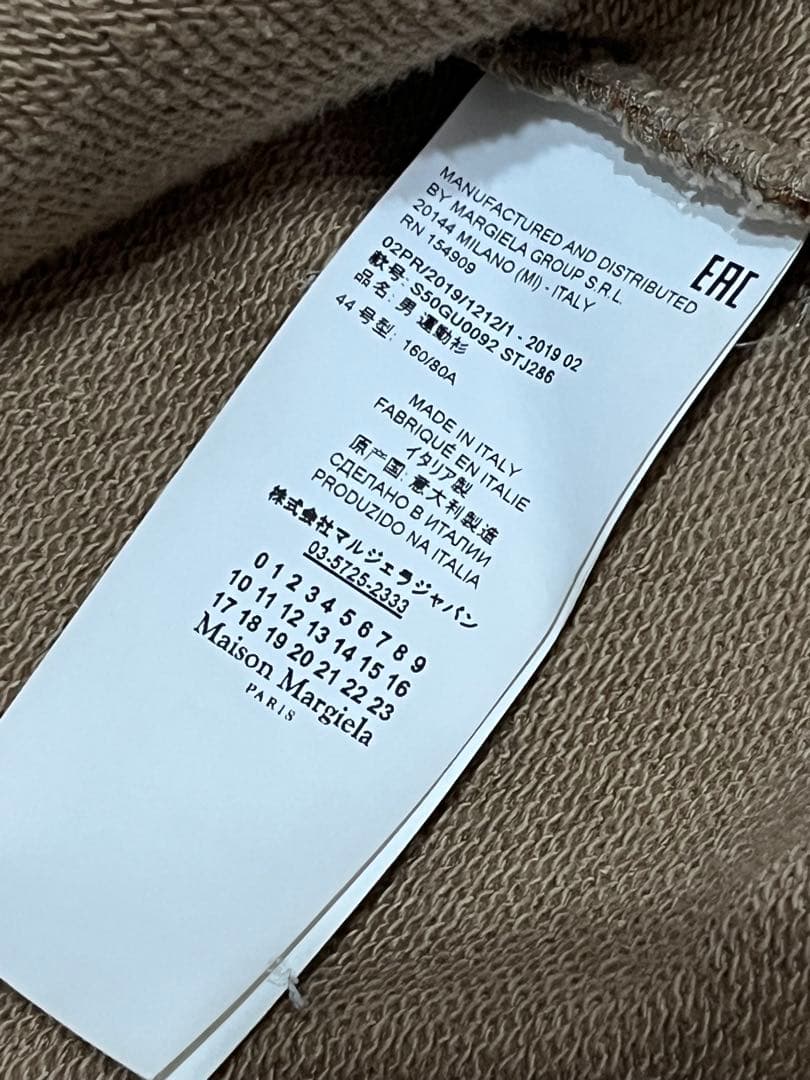 MANUFACTURED AND DISTRIBUTED
BY MARGIELA GROUP S.R.L
20144 MILANO (MI) - ITALY
RN 154909
EAC
02PR/2019/1212/1 - 2019 02
款号: S50GU0092 STJ286
品名: 男 運動衫
44 号型: 160/80A
MADE IN ITALY
FABRIQUÉ EN ITALIE
イタリア製
原产国: 意大利製造
СДЕЛАНО В ИТАЛИИ
PRODUZIDO NA ITALIA
株式会社マルジェラジャパン
03-5725-2333
0 1 2 3 4 5 6 7 8 9
10 11 12 13 14 15 16
17 18 19 20 21 22 23
Maison Margiela
PARIS